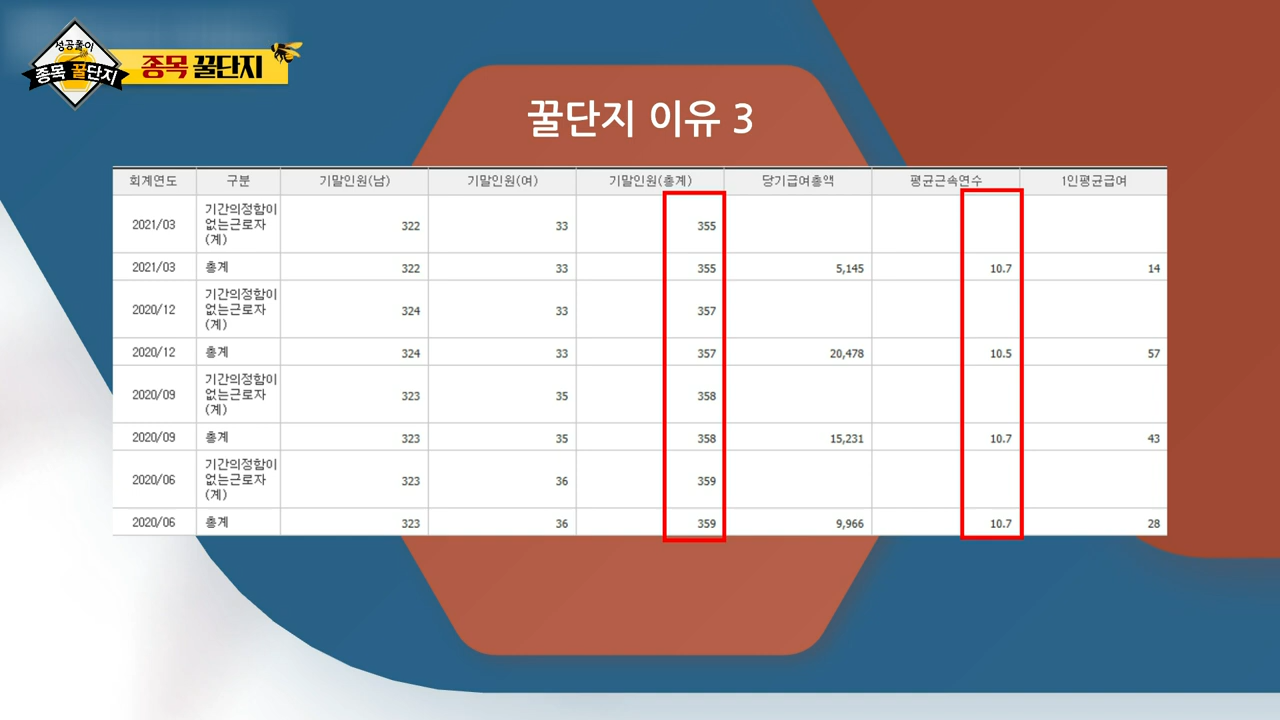 성공풀이
종목 꿀단지
종목 꿀단지
꿀단지 이유 3
회계연도 구분 기말인원(남) 기말인원(여) 기말인원(총계) 당기급여총액 평균근속연수 1인평균급여
2021/03 기간의정함이
없는근로자
(계) 322 33 355
2021/03 총계 322 33 355 5,145 10.7 14
2020/12 기간의정함이
없는근로자
(계) 324 33 357
2020/12 총계 324 33 357 20,478 10.5 57
2020/09 기간의정함이
없는근로자
(계) 323 35 358
2020/09 총계 323 35 358 15,231 10.7 43
2020/06 기간의정함이
없는근로자
(계) 323 36 359
2020/06 총계 323 36 359 9,966 10.7 28